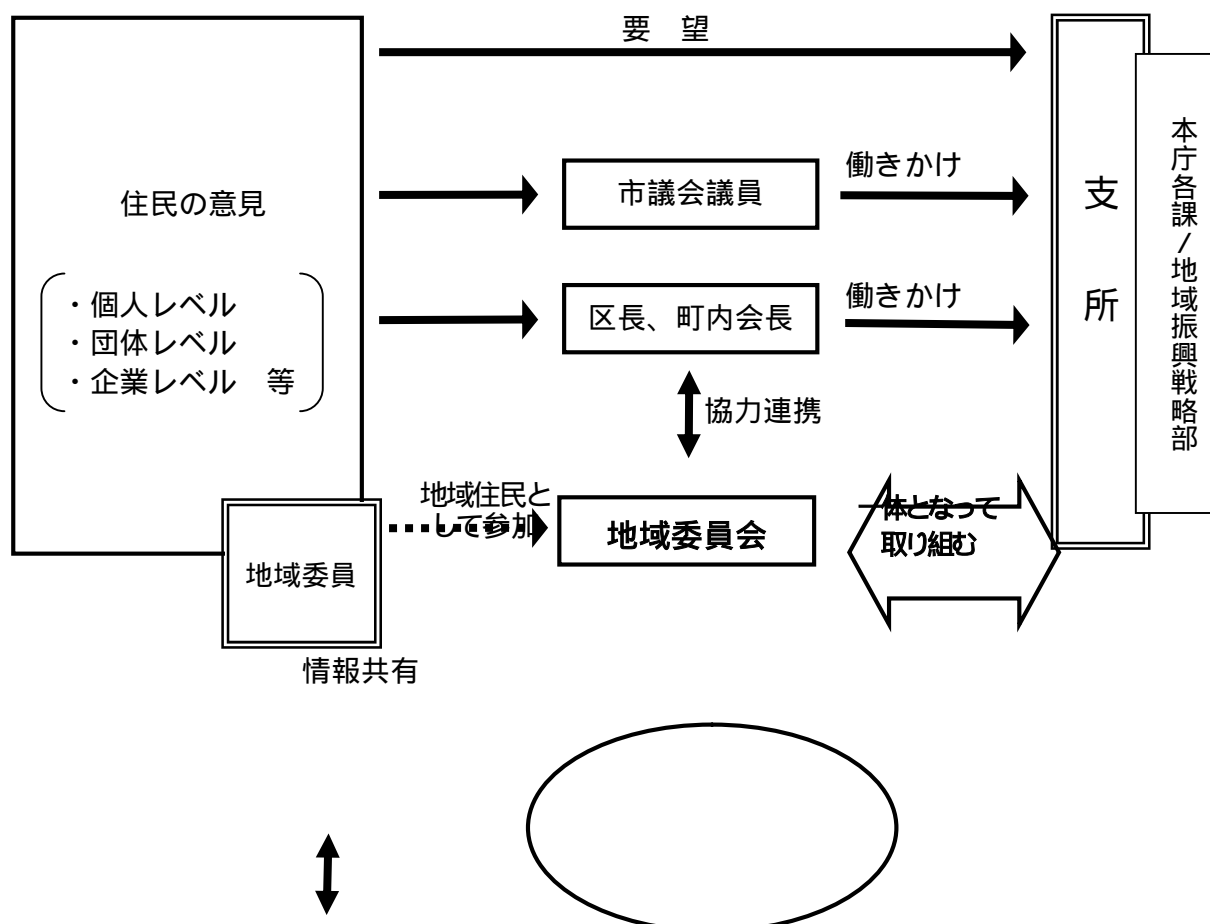 要　望
住民の意見
・個人レベル
・団体レベル
・企業レベル　等
市議会議員
働きかけ
区長、町内会長
働きかけ
協力連携
地域住民と
して参加
地域委員会
一体となって
取り組む
地域委員
情報共有
支所
本庁各課/地域振興戦略部